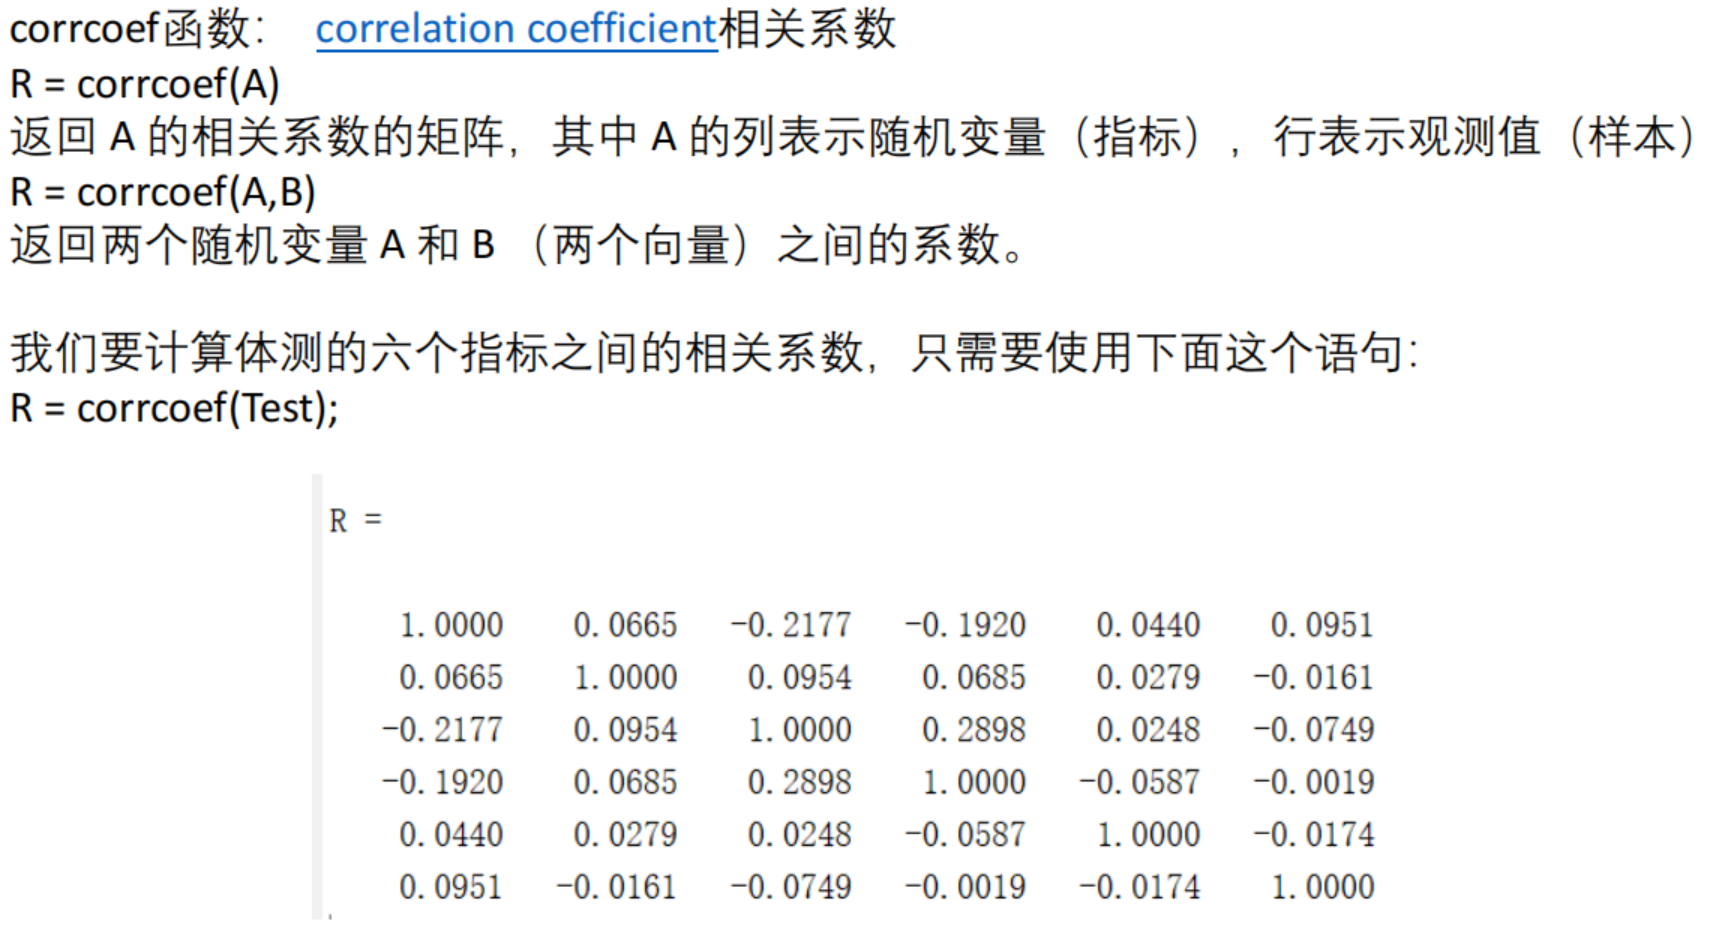 corrcoef函数： correlation coefficient相关系数
R = corrcoef(A)
返回 A 的相关系数的矩阵，其中 A 的列表示随机变量（指标），行表示观测值（样本）
R = corrcoef(A,B)
返回两个随机变量 A 和 B （两个向量）之间的系数。
我们要计算体测的六个指标之间的相关系数，只需要使用下面这个语句：
R = corrcoef(Test);
R =
1.0000 0.0665 -0.2177 -0.1920 0.0440 0.0951
0.0665 1.0000 0.0954 0.0685 0.0279 -0.0161
-0.2177 0.0954 1.0000 0.2898 0.0248 -0.0749
-0.1920 0.0685 0.2898 1.0000 -0.0587 -0.0019
0.0440 0.0279 0.0248 -0.0587 1.0000 -0.0174
0.0951 -0.0161 -0.0749 -0.0019 -0.0174 1.0000